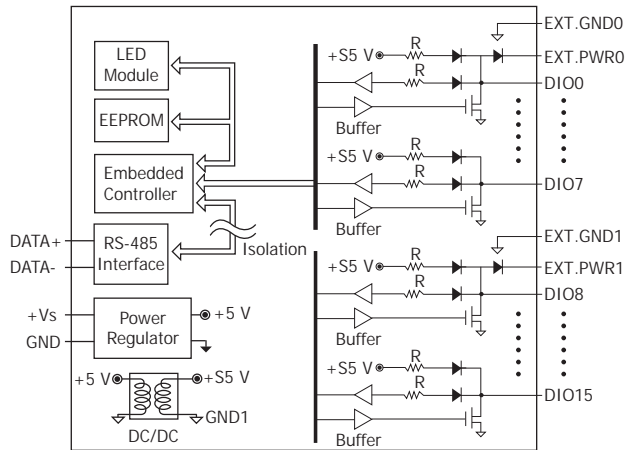 EXT.GND0
LED
Module
+S5 V
R
EXT.PWR0
R
DIO0
EEPROM
Buffer
+S5 V
R
Embedded
Controller
R
DIO7
Buffer
DATA+
DATA-
RS-485
Interface
Isolation
EXT.GND1
+S5 V
R
EXT.PWR1
R
DIO8
+Vs
GND
Power
Regulator
+5 V
Buffer
+S5 V
R
+5 V
+S5 V
R
DIO15
GND1
DC/DC
Buffer